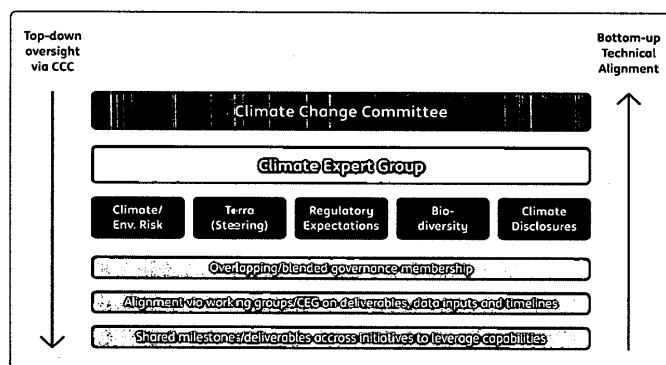 Top-down
oversight
via CCC
Bottom-up
Technical
Alignment
Climate Change Committee
Climate Expert Group
Climate/
Env. Risk
Terra
(Steering)
Regulatory
Expectations
Bio-
diversity
Climate
Disclosures
Overlapping/blended governance membership
Alignment via working groups/CEG on deliverables, data inputs and timelines
Shared milestones/deliverables accross initiatives to leverage capabilities